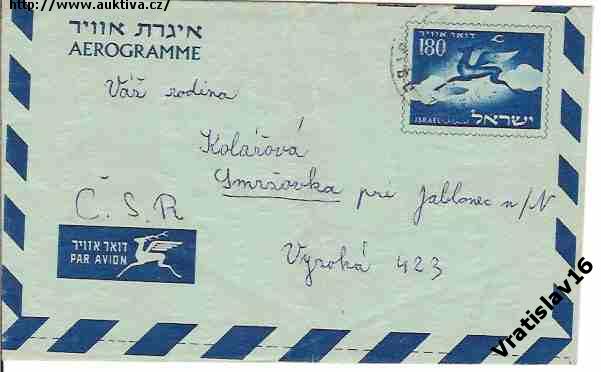 http://www.auktiva.cz/
איגרת אוויר
AEROGRAMME
דואר אוויר
180
ישראל
ISRAEL
Váž rodina
Kolářová
Smržovka při Jablonec n/N
Č. S. R
Vysoká 423
דואר אוויר
PAR AVION
Vratislav16